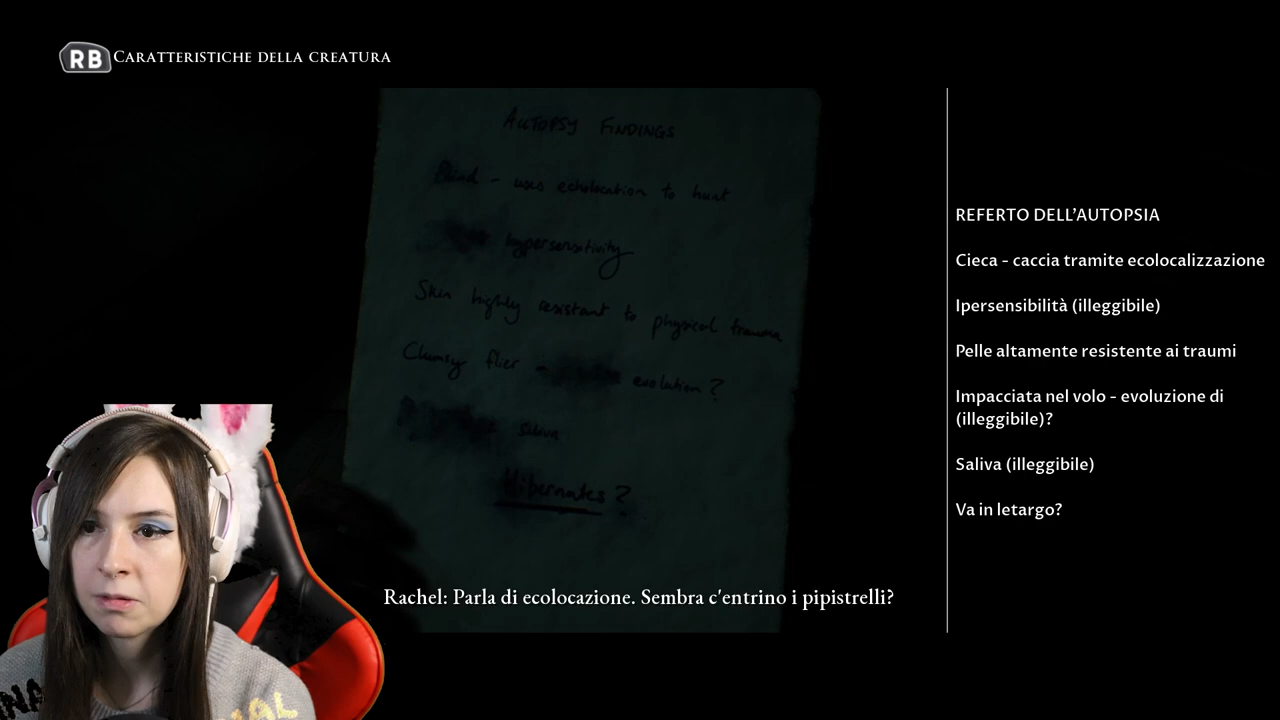 RB CARATTERISTICHE DELLA CREATURA
AUTOPSY FINDINGS
Blind - uses echolocation to hunt
hypersensitivity
Skin highly resistant to physical trauma
Clumsy flier evolution?
Saliva
Hibernates?
REFERTO DELL'AUTOPSIA
Cieca - caccia tramite ecolocalizzazione
Ipersensibilità (illeggibile)
Pelle altamente resistente ai traumi
Impacciata nel volo - evoluzione di
(illeggibile)?
Saliva (illeggibile)
Va in letargo?
Rachel: Parla di ecolocazione. Sembra c'entrino i pipistrelli?